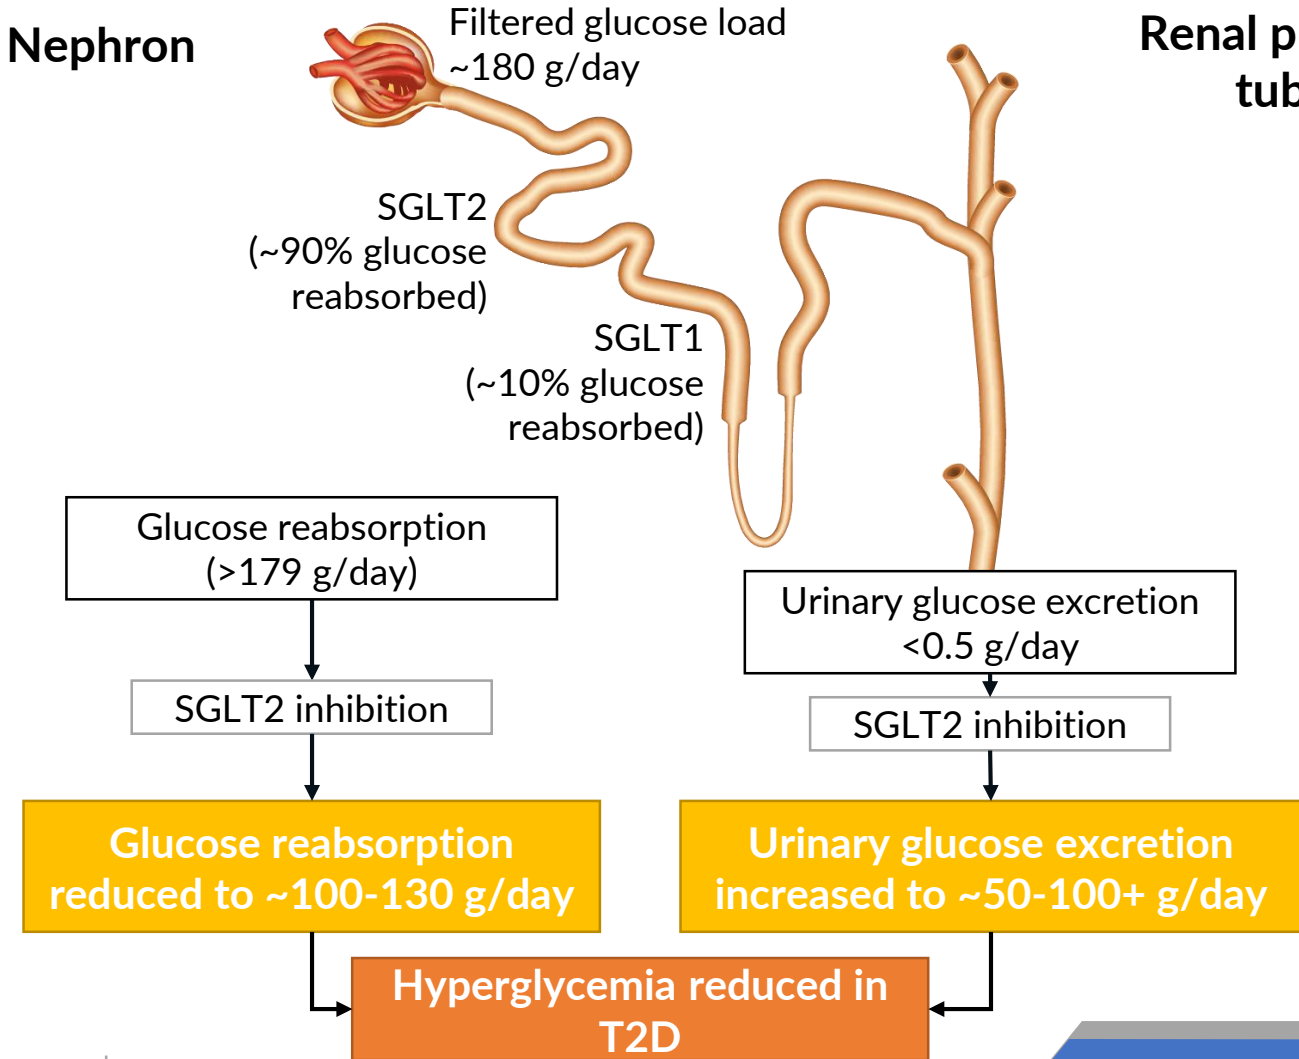 Nephron
Filtered glucose load
~180 g/day
Renal p
tub
SGLT2
(~90% glucose
reabsorbed)
SGLT1
(~10% glucose
reabsorbed)
Glucose reabsorption
(>179 g/day)
Urinary glucose excretion
<0.5 g/day
SGLT2 inhibition
SGLT2 inhibition
Glucose reabsorption
reduced to ~100-130 g/day
Urinary glucose excretion
increased to ~50-100+ g/day
Hyperglycemia reduced in
T2D